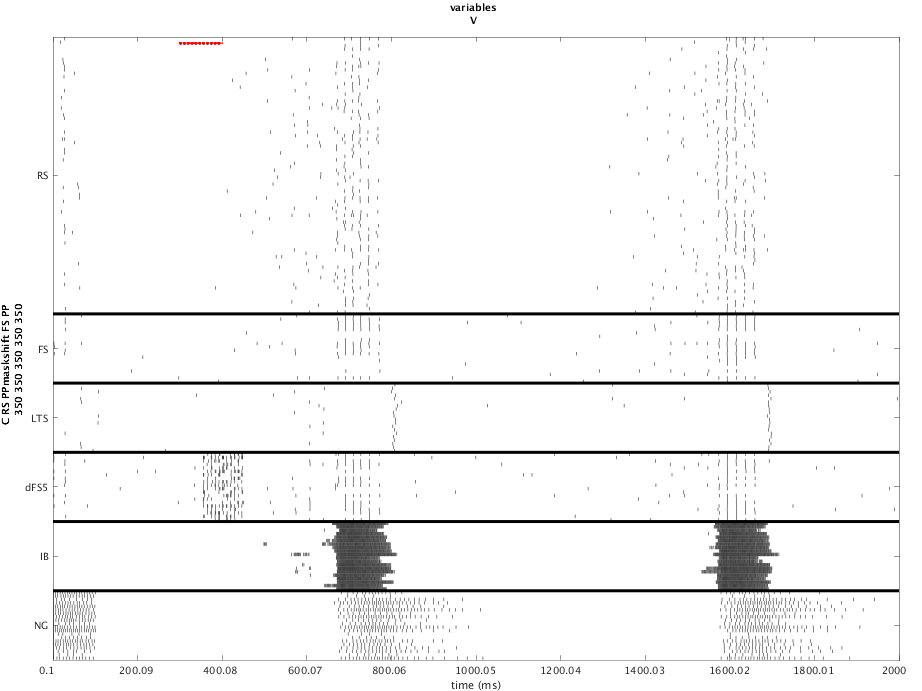 variables
V
C RS PPmaskshift FS PP
350 350 350 350 350
RS
FS
LTS
dFS5
IB
NG
0.1 200.09 400.08 600.07 800.06 1000.05 1200.04 1400.03 1600.02 1800.01 2000
time (ms)